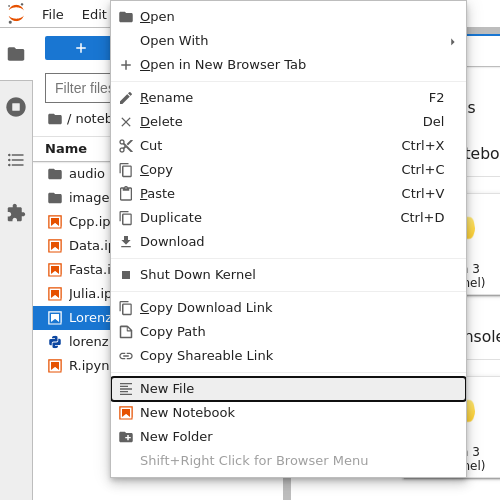 File Edit
Open
Open With
Open in New Browser Tab
Filter files
Rename F2
/ noteb
Delete Del
Name
Cut Ctrl+X
audio
Copy Ctrl+C
image
Paste Ctrl+V
Cpp.ip
Duplicate Ctrl+D
Data.ip
Download
Fasta.i
Shut Down Kernel
Julia.ip
Copy Download Link
Lorenz
Copy Path
lorenz
Copy Shareable Link
R.ipyn
New File
New Notebook
New Folder
Shift+Right Click for Browser Menu
s
tebo
3
nel)
nsole
3
nel)